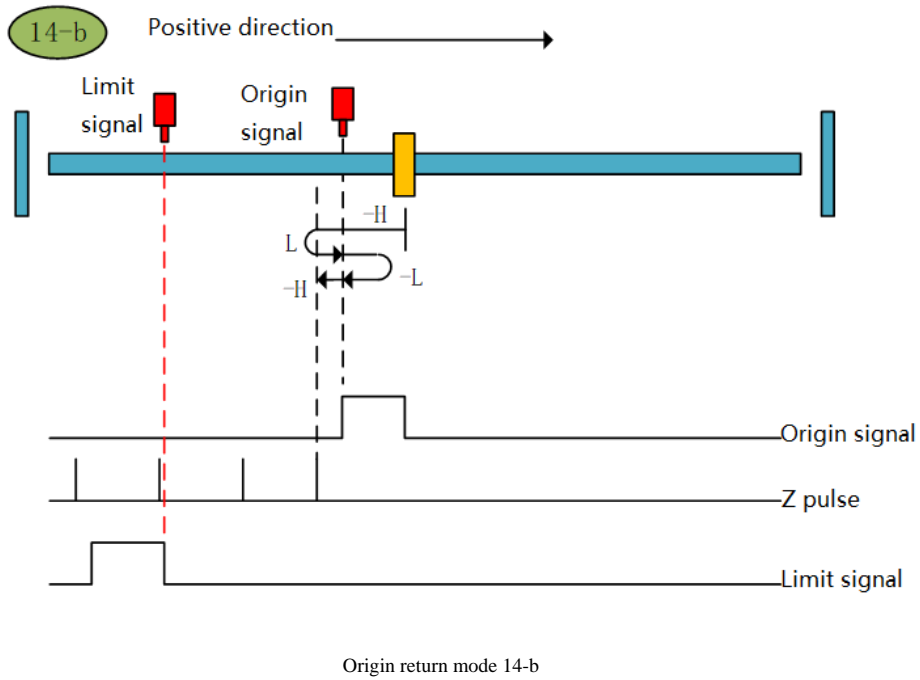 14-b
Positive direction
Limit
signal
Origin
signal
-H
L
-L
-H
Origin signal
Z pulse
Limit signal
Origin return mode 14-b